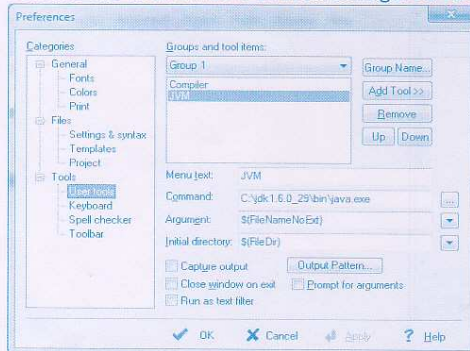 Preferences
Categories
General
Fonts
Colors
Print
Files
Settings & syntax
Templates
Project
Tools
User tools
Keyboard
Spell checker
Toolbar
Groups and tool items:
Group 1
Group Name...
Compiler
JVM
Add Tool >>
Remove
Up Down
Menu text: JVM
Command: C:\jdk1.6.0_25\bin\java.exe ...
Argument: $(FileNameNoExt)
Initial directory: $(FileDir)
Capture output Output Pattern...
Close window on exit Prompt for arguments
Run as text filter
OK Cancel Apply ? Help